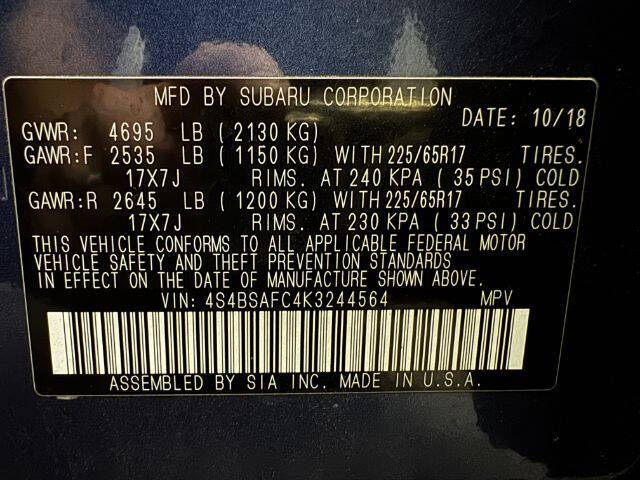 MFD BY SUBARU CORPORATION
DATE: 10/18
GVWR: 4695 LB (2130 KG)
GAWR:F 2535 LB (1150 KG) WITH 225/65R17 TIRES.
17X7J RIMS. AT 240 KPA (35 PSI) COLD
GAWR:R 2645 LB (1200 KG) WITH 225/65R17 TIRES.
17X7J RIMS. AT 230 KPA (33 PSI) COLD
THIS VEHICLE CONFORMS TO ALL APPLICABLE FEDERAL MOTOR
VEHICLE SAFETY AND THEFT PREVENTION STANDARDS
IN EFFECT ON THE DATE OF MANUFACTURE SHOWN ABOVE.
VIN: 4S4BSAFC4K3244564 MPV
ASSEMBLED BY SIA INC. MADE IN U.S.A.